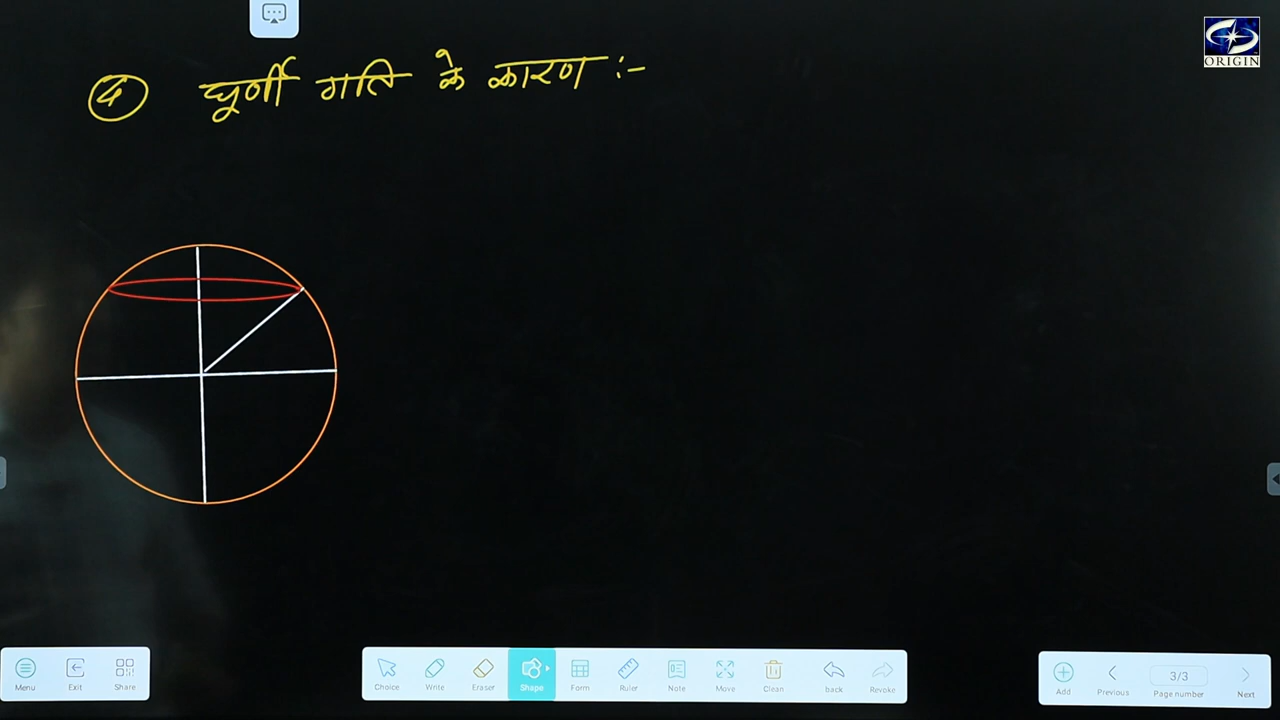 ④ घूर्णी गति के कारण :-
ORIGIN
Menu Exit Share
Choice Write Eraser Shape Form Ruler Note Move Clean back Revoke
Add Previous 3/3 Page number Next